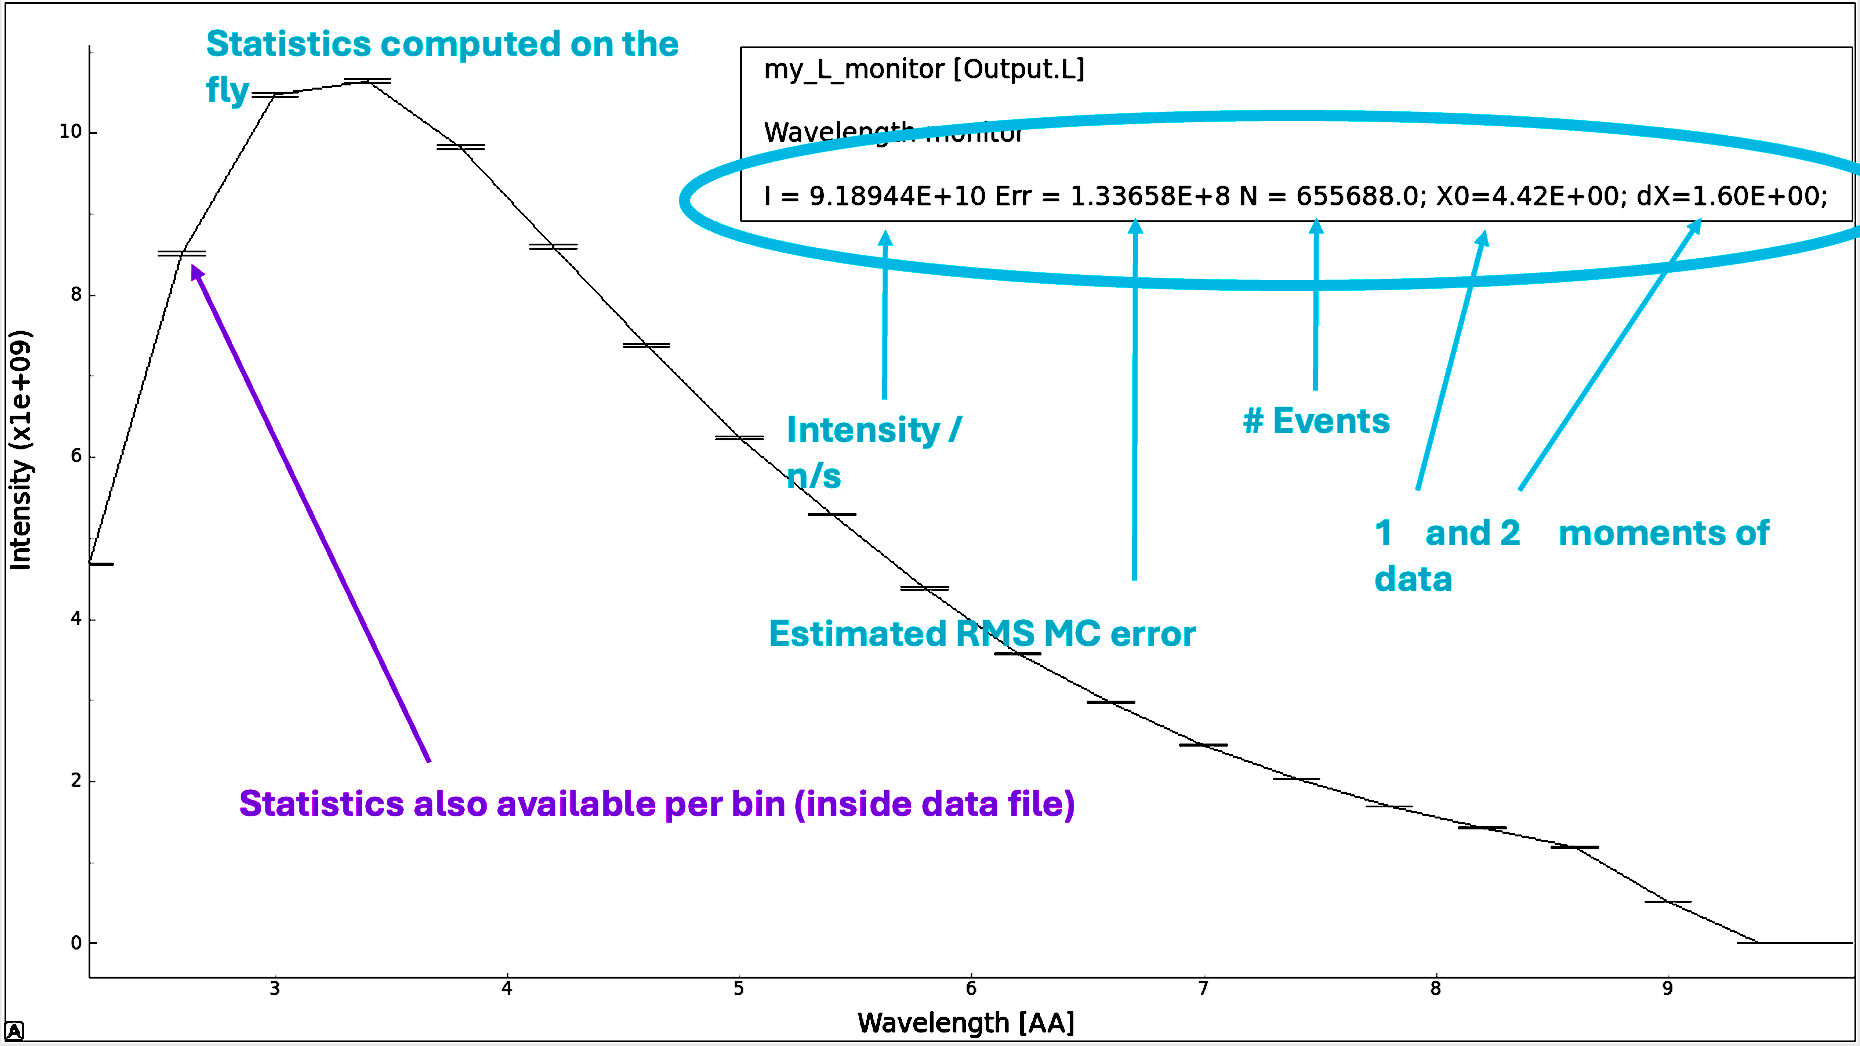 Statistics computed on the
fly
my_L_monitor [Output.L]
Wavelength monitor
I = 9.18944E+10 Err = 1.33658E+8 N = 655688.0; X0=4.42E+00; dX=1.60E+00;
Intensity /
n/s
# Events
1 and 2 moments of
data
Estimated RMS MC error
Statistics also available per bin (inside data file)
Intensity (x1e+09)
10
8
6
4
2
0
3 4 5 6 7 8 9
Wavelength [AA]
A